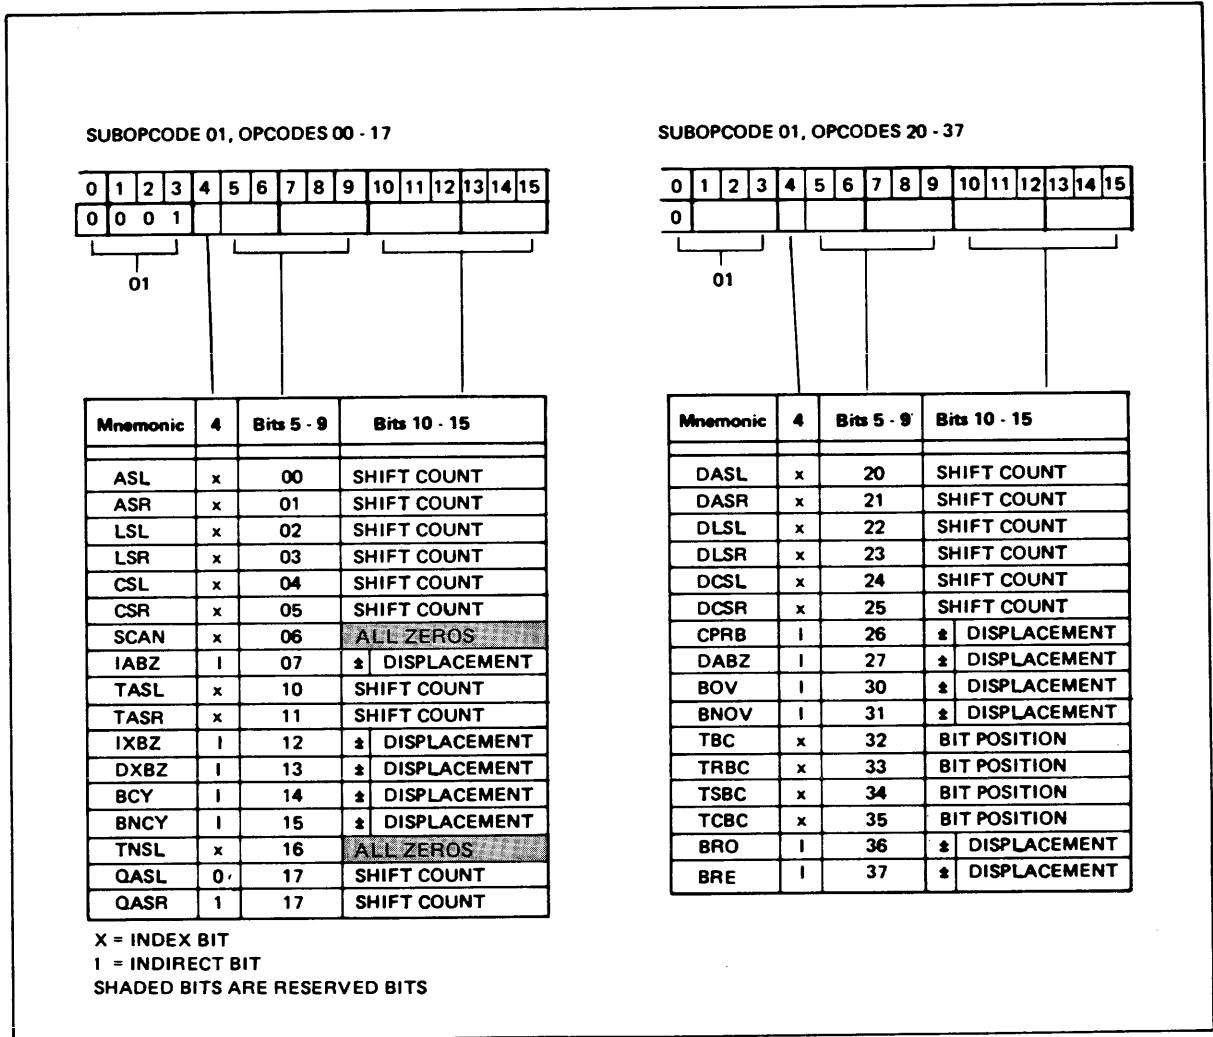 SUBOPCODE 01, OPCODES 00 - 17
0 1 2 3 4 5 6 7 8 9 10 11 12 13 14 15
0 0 0 1
01
Mnemonic 4 Bits 5 - 9 Bits 10 - 15
ASL x 00 SHIFT COUNT
ASR x 01 SHIFT COUNT
LSL x 02 SHIFT COUNT
LSR x 03 SHIFT COUNT
CSL x 04 SHIFT COUNT
CSR x 05 SHIFT COUNT
SCAN x 06 ALL ZEROS
IABZ I 07 ± DISPLACEMENT
TASL x 10 SHIFT COUNT
TASR x 11 SHIFT COUNT
IXBZ I 12 ± DISPLACEMENT
DXBZ I 13 ± DISPLACEMENT
BCY I 14 ± DISPLACEMENT
BNCY I 15 ± DISPLACEMENT
TNSL x 16 ALL ZEROS
QASL 0 17 SHIFT COUNT
QASR 1 17 SHIFT COUNT
X = INDEX BIT
1 = INDIRECT BIT
SHADED BITS ARE RESERVED BITS
SUBOPCODE 01, OPCODES 20 - 37
0 1 2 3 4 5 6 7 8 9 10 11 12 13 14 15
0
01
Mnemonic 4 Bits 5 - 9 Bits 10 - 15
DASL x 20 SHIFT COUNT
DASR x 21 SHIFT COUNT
DLSL x 22 SHIFT COUNT
DLSR x 23 SHIFT COUNT
DCSL x 24 SHIFT COUNT
DCSR x 25 SHIFT COUNT
CPRB I 26 ± DISPLACEMENT
DABZ I 27 ± DISPLACEMENT
BOV I 30 ± DISPLACEMENT
BNOV I 31 ± DISPLACEMENT
TBC x 32 BIT POSITION
TRBC x 33 BIT POSITION
TSBC x 34 BIT POSITION
TCBC x 35 BIT POSITION
BRO I 36 ± DISPLACEMENT
BRE I 37 ± DISPLACEMENT